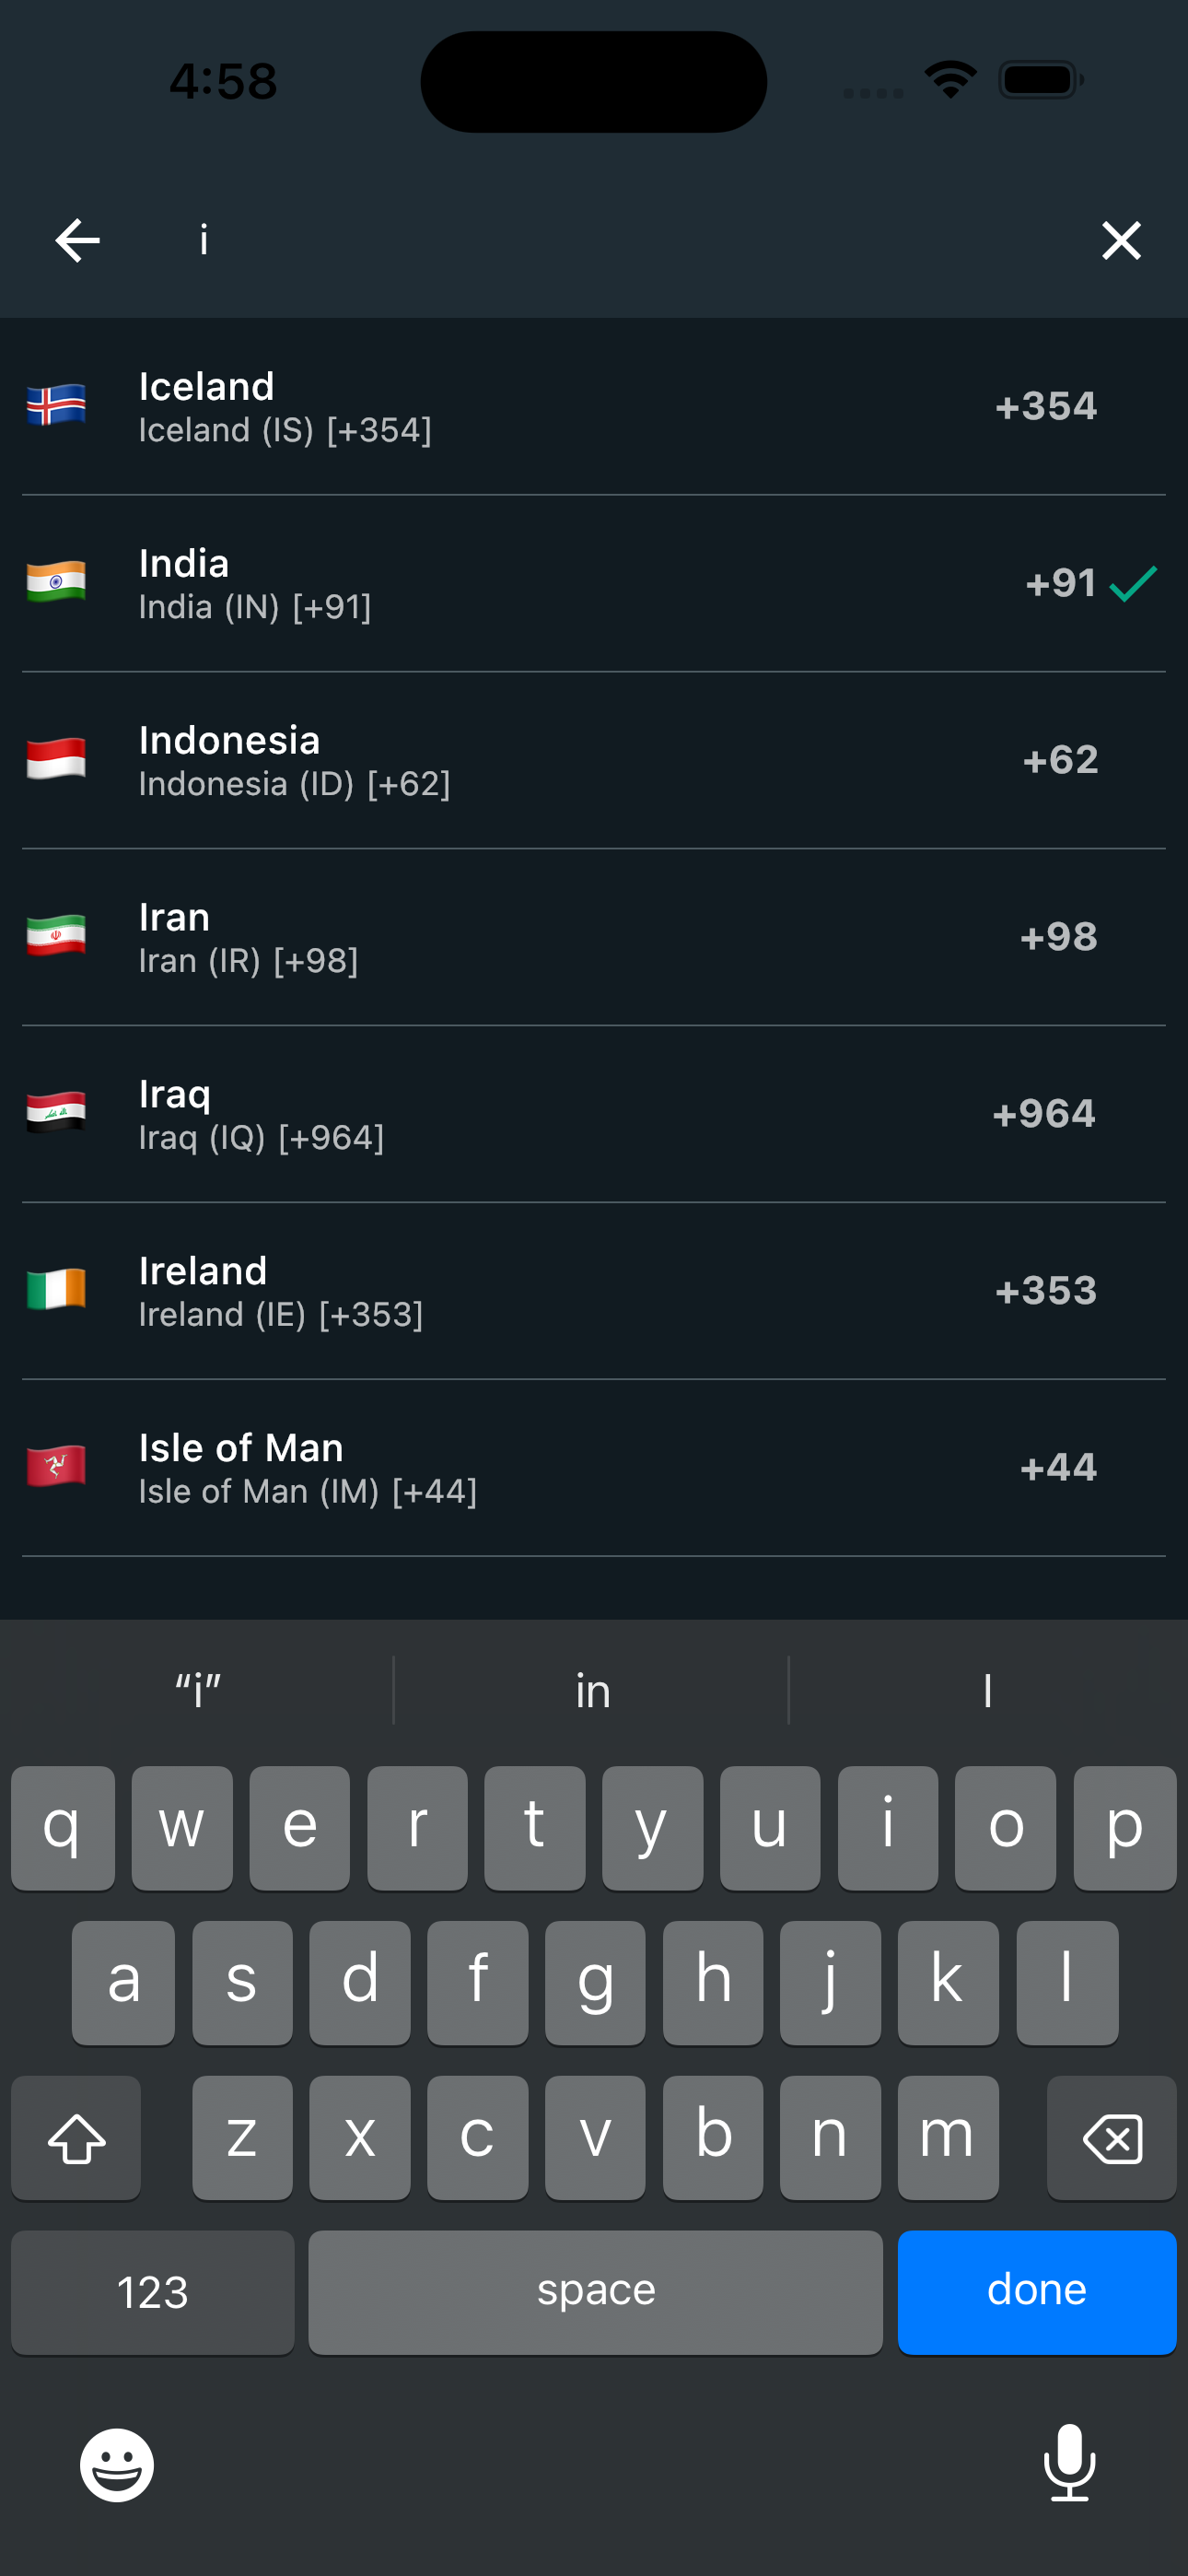 4:58
i
Iceland
Iceland (IS) [+354]
+354
India
India (IN) [+91]
+91
Indonesia
Indonesia (ID) [+62]
+62
Iran
Iran (IR) [+98]
+98
Iraq
Iraq (IQ) [+964]
+964
Ireland
Ireland (IE) [+353]
+353
Isle of Man
Isle of Man (IM) [+44]
+44
“i” in I
q w e r t y u i o p
a s d f g h j k l
z x c v b n m
123 space done